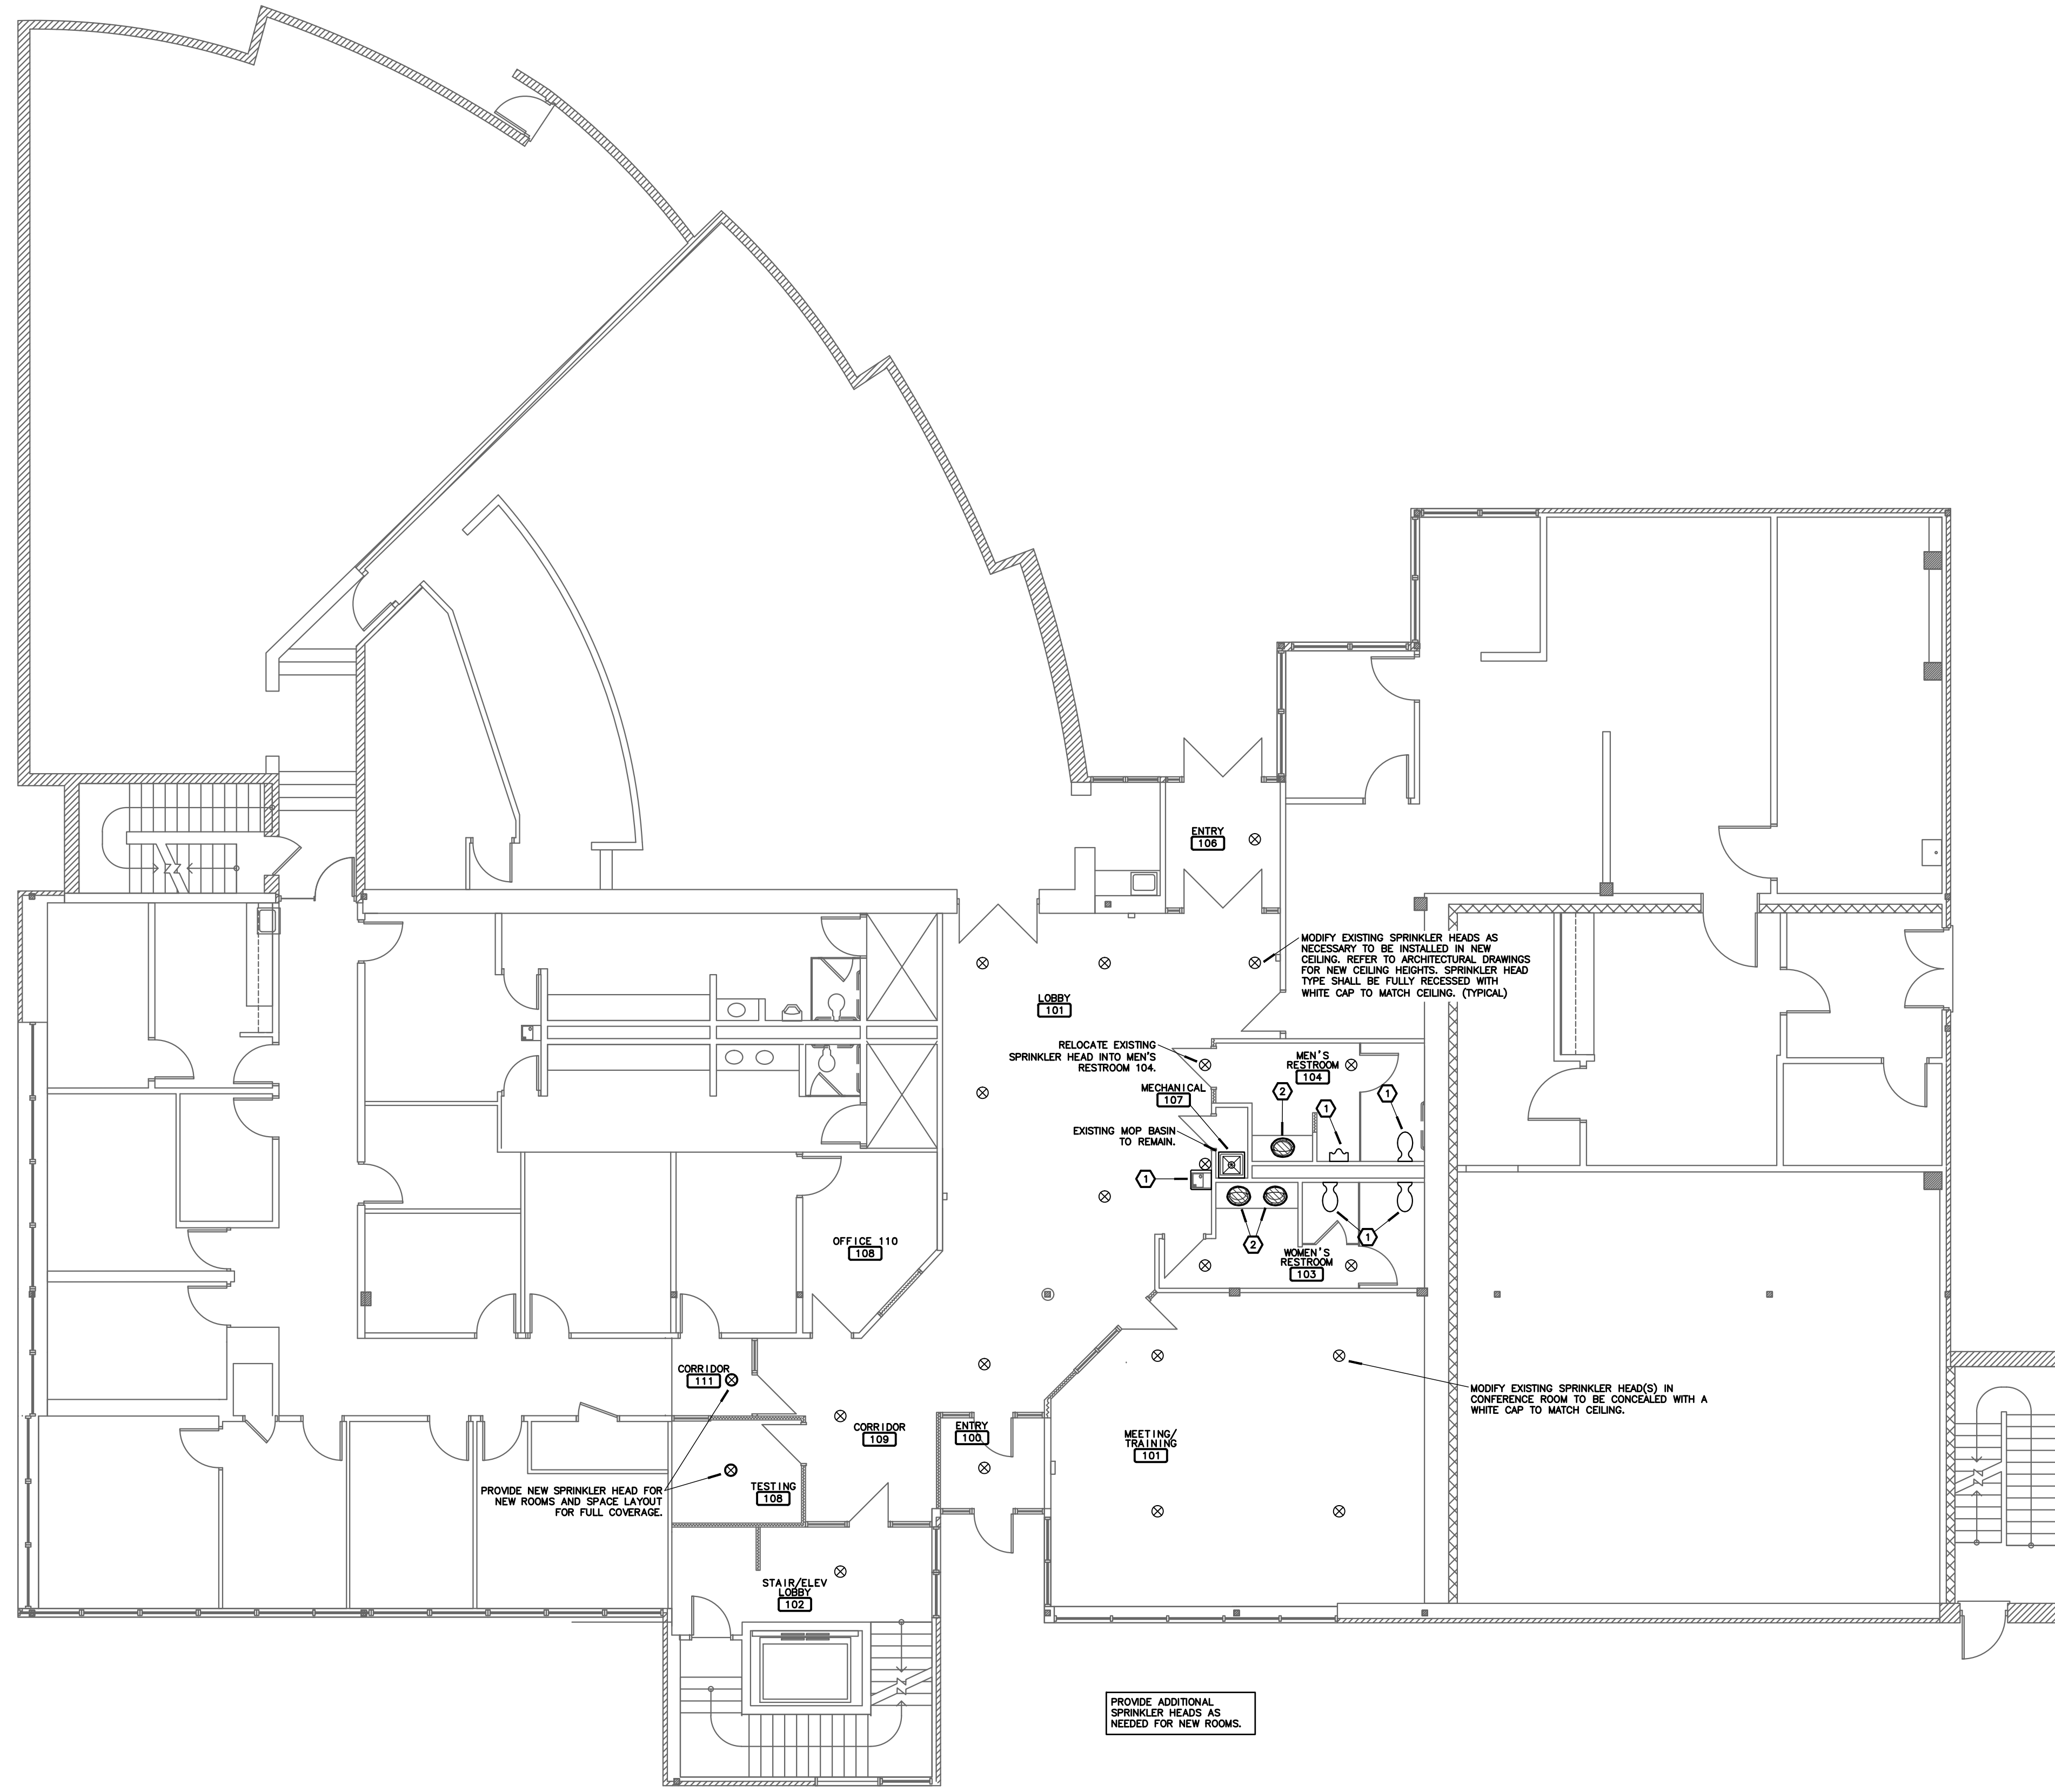 ENTRY
106
MODIFY EXISTING SPRINKLER HEADS AS
NECESSARY TO BE INSTALLED IN NEW
CEILING. REFER TO ARCHITECTURAL DRAWINGS
FOR NEW CEILING HEIGHTS. SPRINKLER HEAD
TYPE SHALL BE FULLY RECESSED WITH
WHITE CAP TO MATCH CEILING. (TYPICAL)
LOBBY
101
RELOCATE EXISTING
SPRINKLER HEAD INTO MEN'S
RESTROOM 104.
MEN'S
RESTROOM
104
MECHANICAL
107
2
1
1
EXISTING MOP BASIN
TO REMAIN.
1
OFFICE 110
108
2
1
WOMEN'S
RESTROOM
103
CORRIDOR
111
MODIFY EXISTING SPRINKLER HEAD(S) IN
CONFERENCE ROOM TO BE CONCEALED WITH A
WHITE CAP TO MATCH CEILING.
CORRIDOR
109
ENTRY
100
MEETING/
TRAINING
101
PROVIDE NEW SPRINKLER HEAD FOR
NEW ROOMS AND SPACE LAYOUT
FOR FULL COVERAGE.
TESTING
108
STAIR/ELEV
LOBBY
102
PROVIDE ADDITIONAL
SPRINKLER HEADS AS
NEEDED FOR NEW ROOMS.